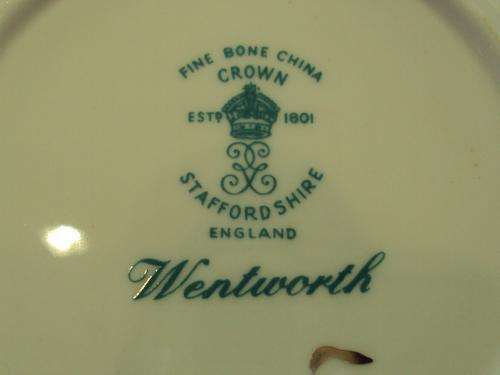 FINE BONE CHINA
CROWN
ESTD 1801
STAFFORDSHIRE
ENGLAND
Wentworth